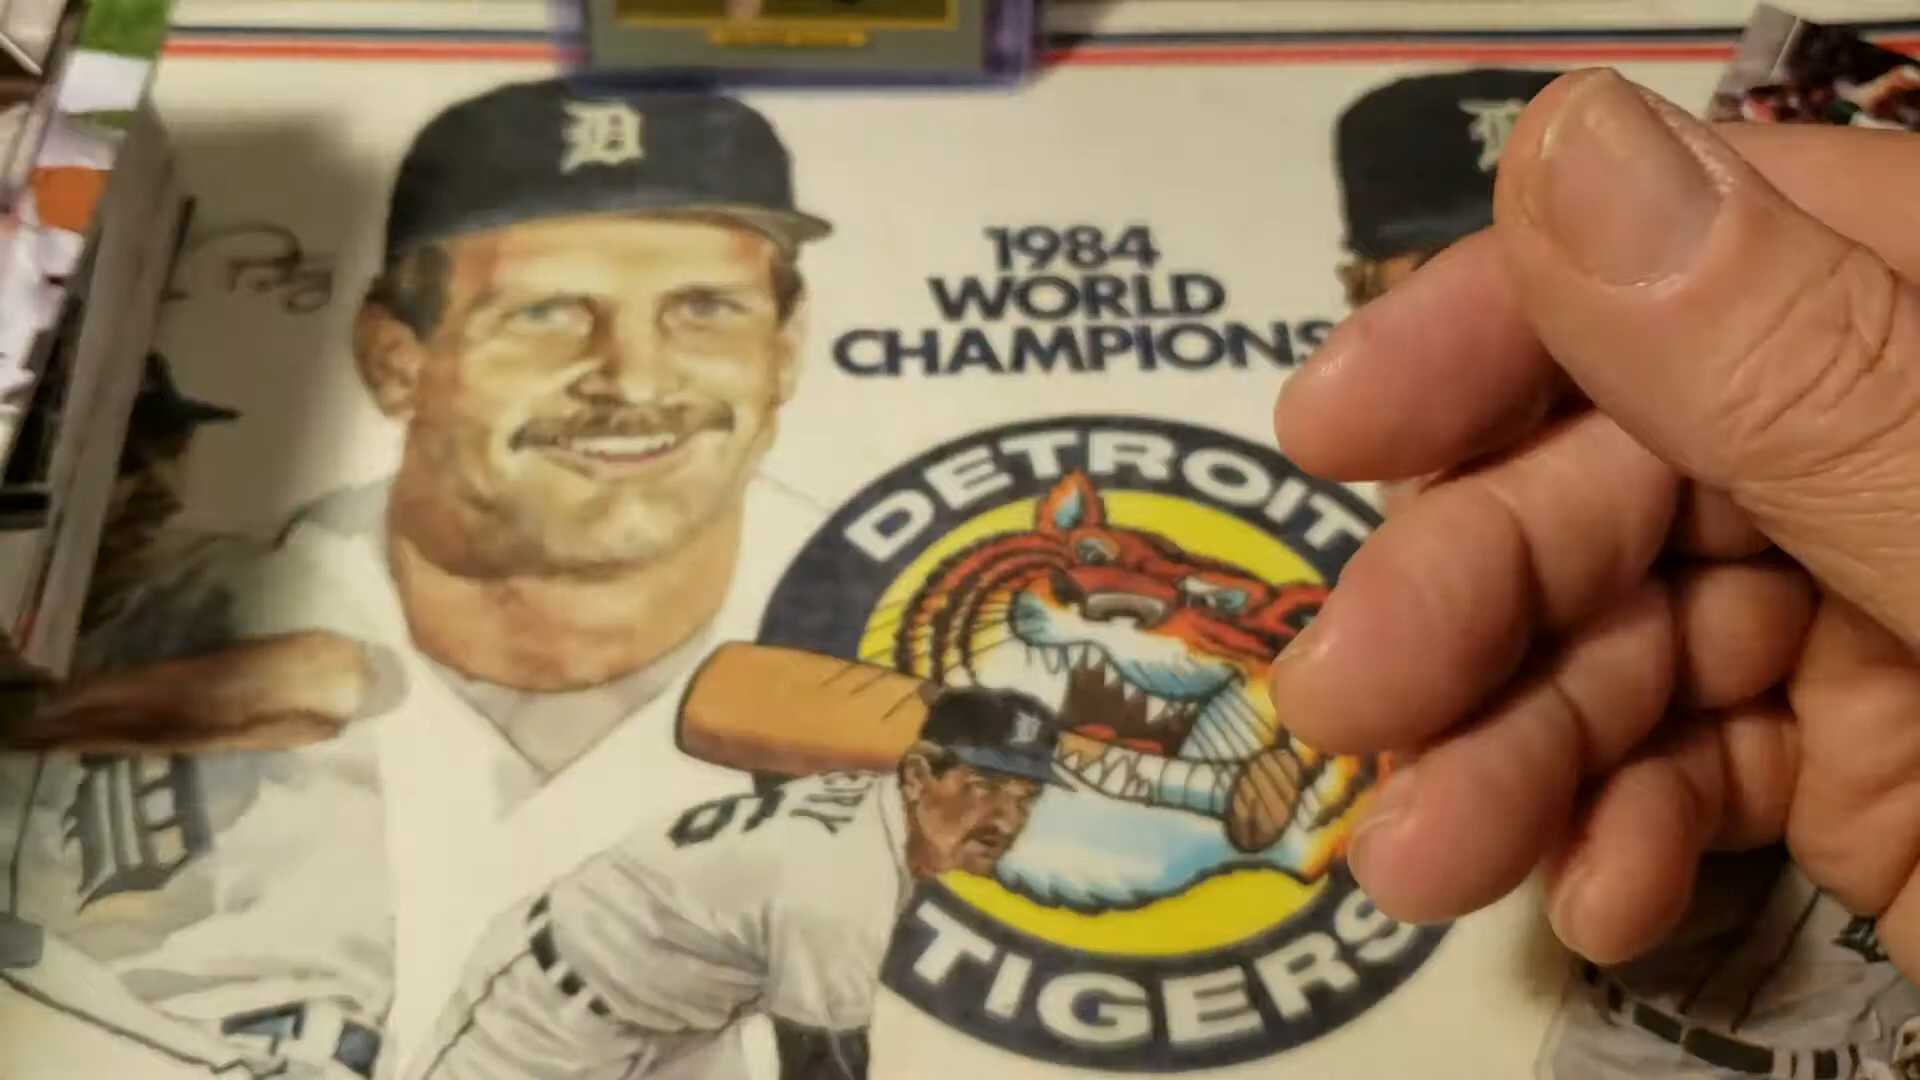 1984
WORLD
CHAMPIONS
DETROIT
TIGERS
D
D
D